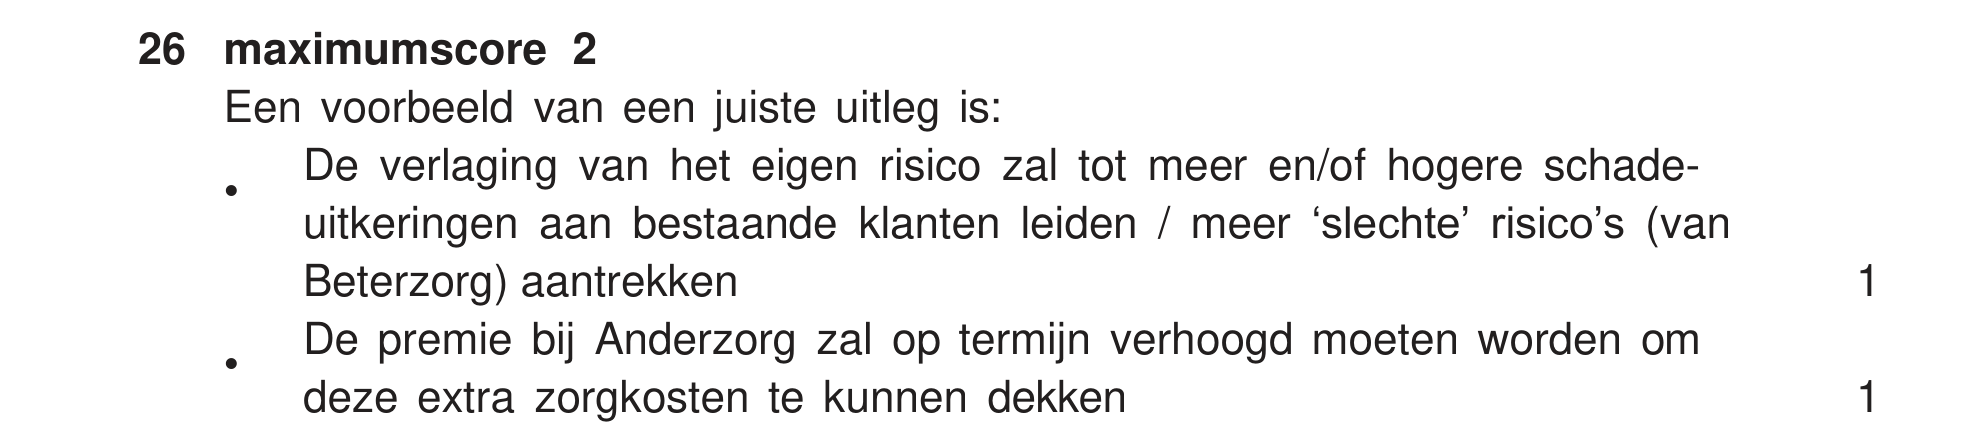 26 maximumscore 2
Een voorbeeld van een juiste uitleg is:
• De verlaging van het eigen risico zal tot meer en/of hogere schade-
uitkeringen aan bestaande klanten leiden / meer ‘slechte’ risico’s (van
Beterzorg) aantrekken 1
• De premie bij Anderzorg zal op termijn verhoogd moeten worden om
deze extra zorgkosten te kunnen dekken 1